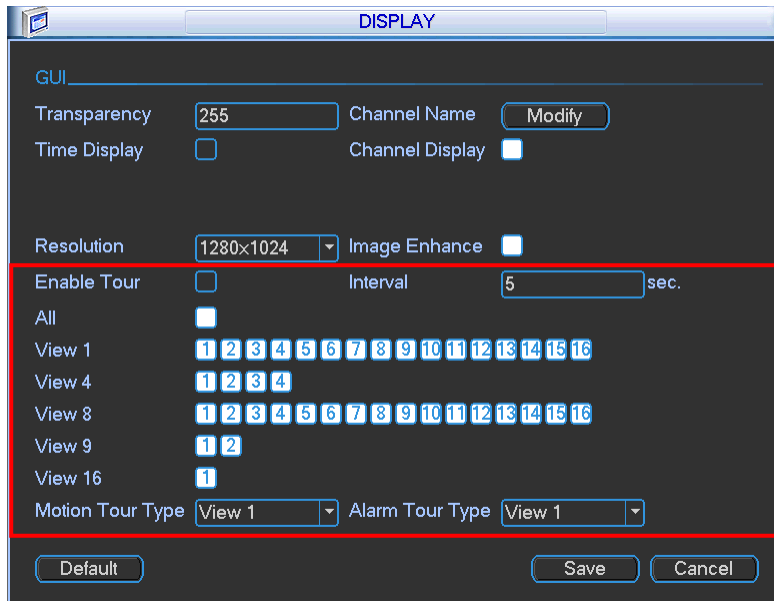 DISPLAY
GUI
Transparency 255 Channel Name Modify
Time Display Channel Display
Resolution 1280×1024 Image Enhance
Enable Tour Interval 5 sec.
All
View 1 1 2 3 4 5 6 7 8 9 10 11 12 13 14 15 16
View 4 1 2 3 4
View 8 1 2 3 4 5 6 7 8 9 10 11 12 13 14 15 16
View 9 1 2
View 16 1
Motion Tour Type View 1 Alarm Tour Type View 1
Default Save Cancel